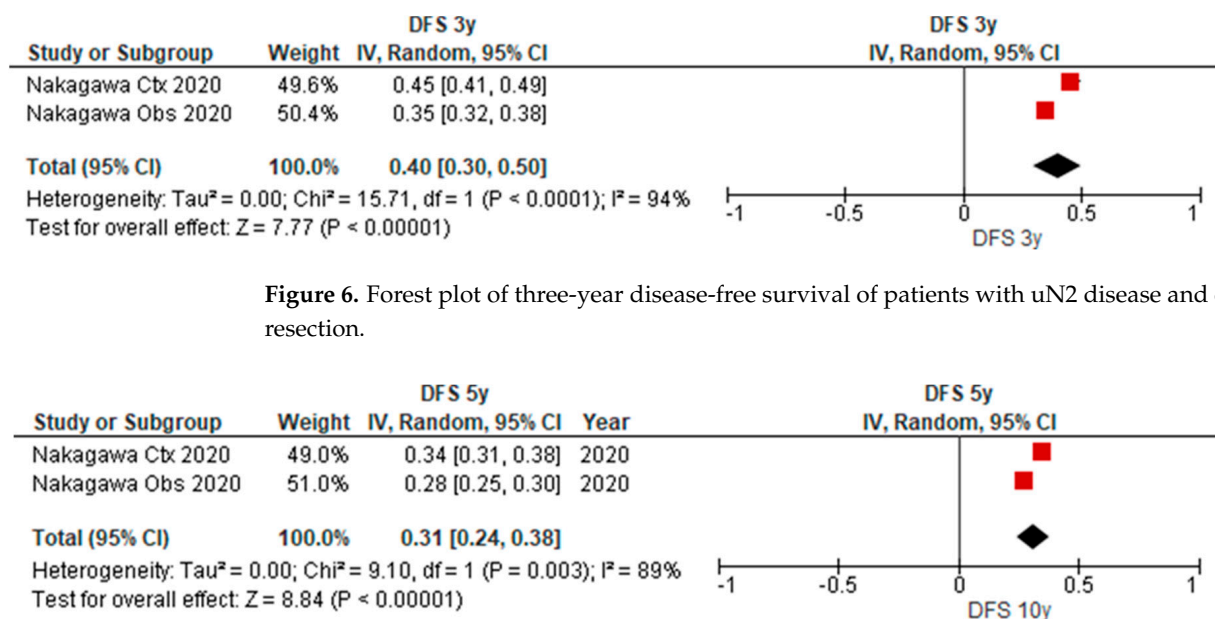 DFS 3y DFS 3y
Study or Subgroup Weight IV, Random, 95% CI IV, Random, 95% CI
Nakagawa Ctx 2020 49.6% 0.45 [0.41, 0.49]
Nakagawa Obs 2020 50.4% 0.35 [0.32, 0.38]
Total (95% CI) 100.0% 0.40 [0.30, 0.50]
Heterogeneity: Tau² = 0.00; Chi² = 15.71, df = 1 (P < 0.0001); I² = 94%
-1 -0.5 0 0.5 1
Test for overall effect: Z = 7.77 (P < 0.00001)
DFS 3y
Figure 6. Forest plot of three-year disease-free survival of patients with uN2 disease and
resection.
DFS 5y DFS 5y
Study or Subgroup Weight IV, Random, 95% CI Year IV, Random, 95% CI
Nakagawa Ctx 2020 49.0% 0.34 [0.31, 0.38] 2020
Nakagawa Obs 2020 51.0% 0.28 [0.25, 0.30] 2020
Total (95% CI) 100.0% 0.31 [0.24, 0.38]
Heterogeneity: Tau² = 0.00; Chi² = 9.10, df = 1 (P = 0.003); I² = 89%
-1 -0.5 0 0.5 1
Test for overall effect: Z = 8.84 (P < 0.00001)
DFS 10y